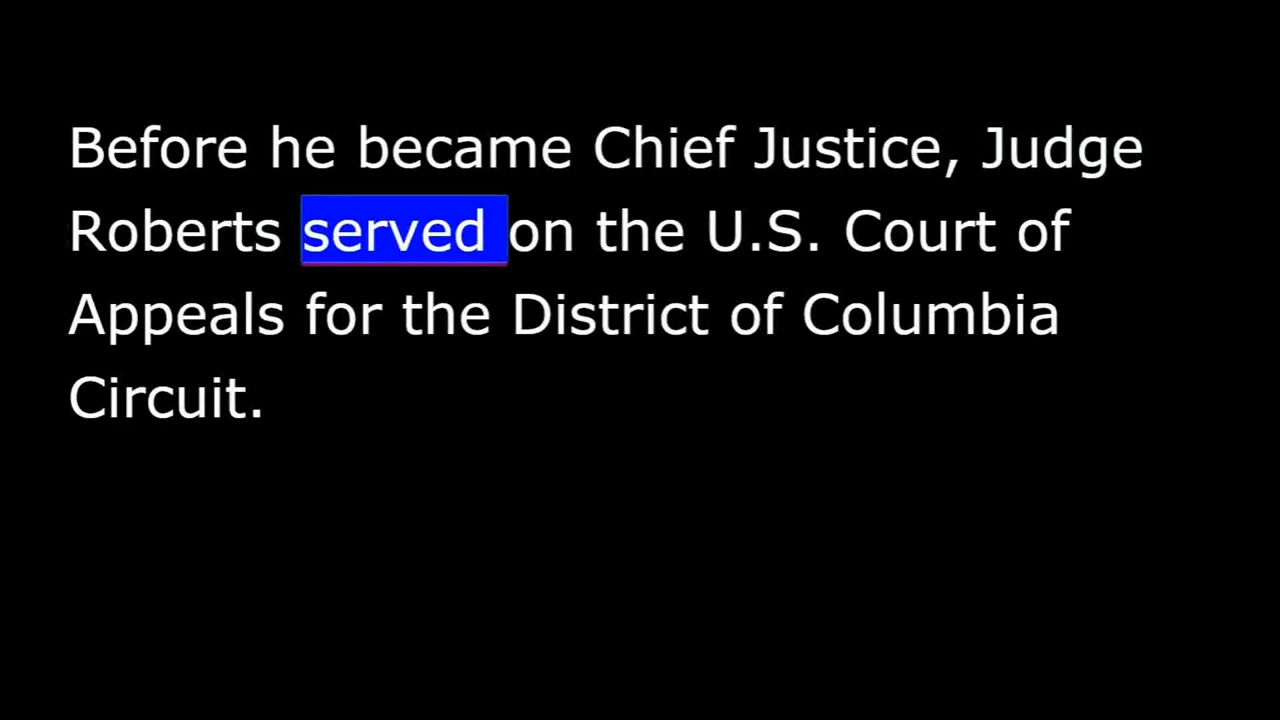 Before he became Chief Justice, Judge
Roberts served on the U.S. Court of
Appeals for the District of Columbia
Circuit.